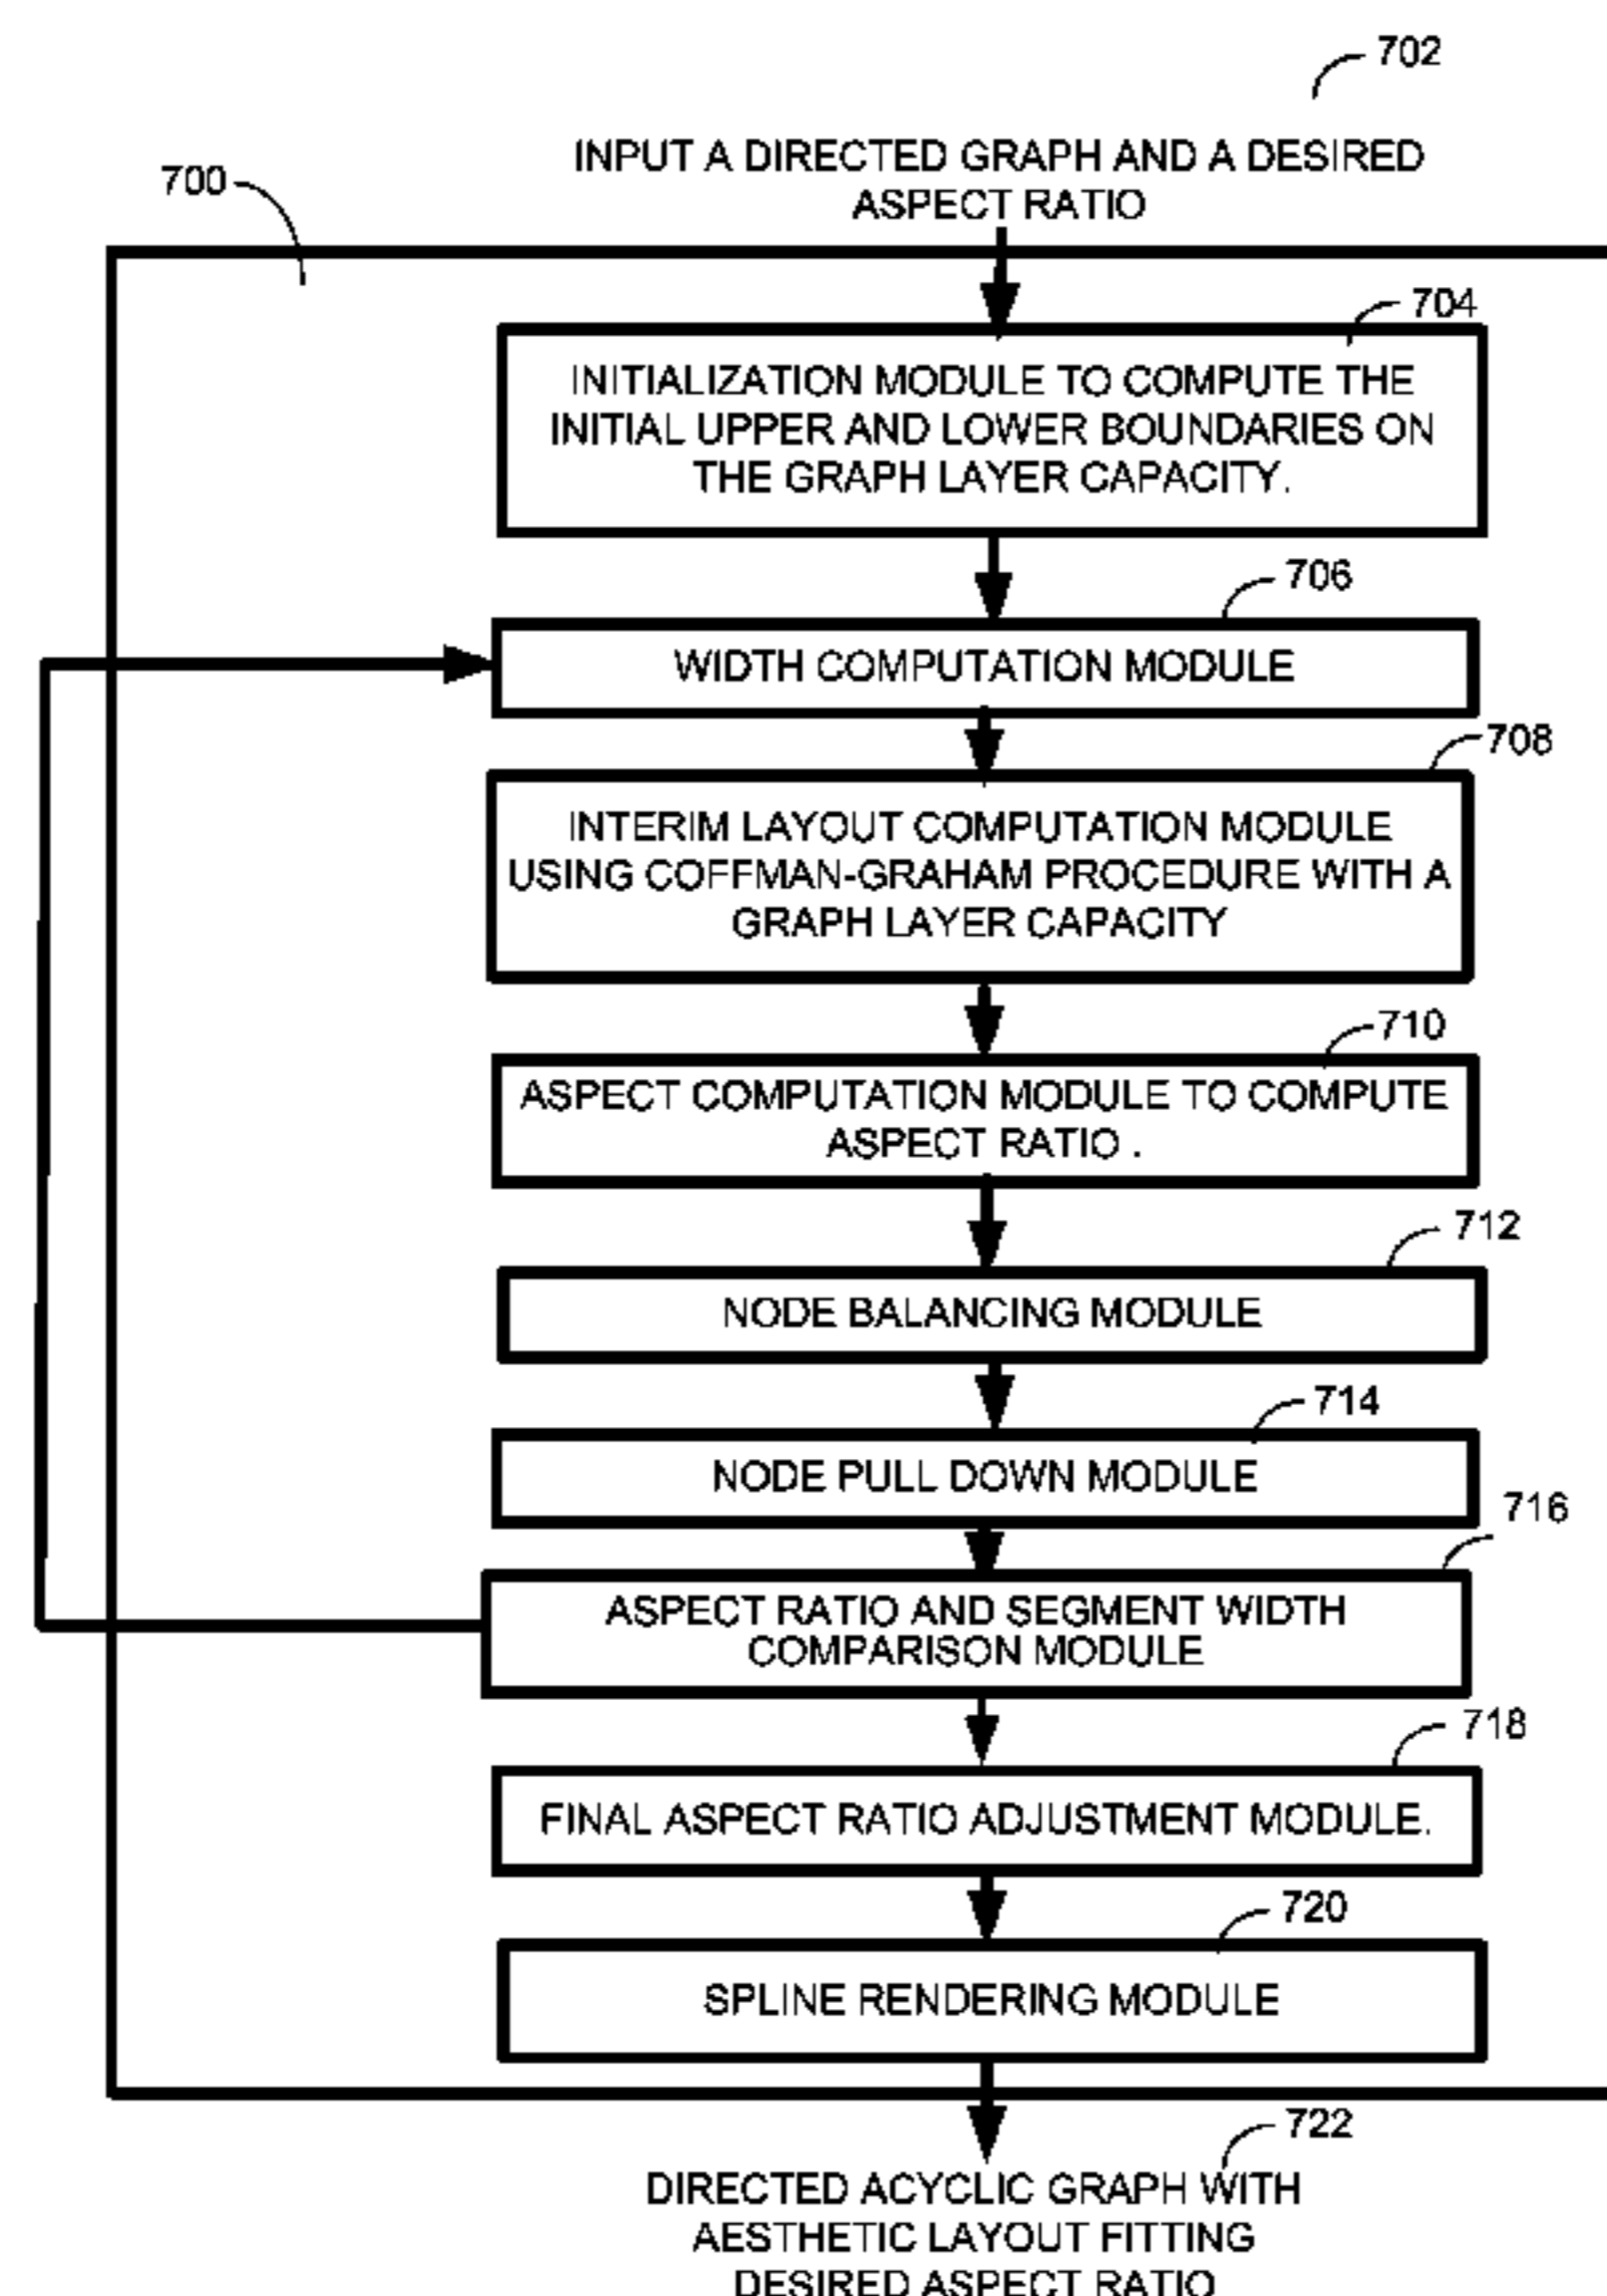 702
INPUT A DIRECTED GRAPH AND A DESIRED
ASPECT RATIO
700
704
INITIALIZATION MODULE TO COMPUTE THE
INITIAL UPPER AND LOWER BOUNDARIES ON
THE GRAPH LAYER CAPACITY.
706
WIDTH COMPUTATION MODULE
708
INTERIM LAYOUT COMPUTATION MODULE
USING COFFMAN-GRAHAM PROCEDURE WITH A
GRAPH LAYER CAPACITY
710
ASPECT COMPUTATION MODULE TO COMPUTE
ASPECT RATIO .
712
NODE BALANCING MODULE
714
NODE PULL DOWN MODULE
716
ASPECT RATIO AND SEGMENT WIDTH
COMPARISON MODULE
718
FINAL ASPECT RATIO ADJUSTMENT MODULE.
720
SPLINE RENDERING MODULE
722
DIRECTED ACYCLIC GRAPH WITH
AESTHETIC LAYOUT FITTING
DESIRED ASPECT RATIO